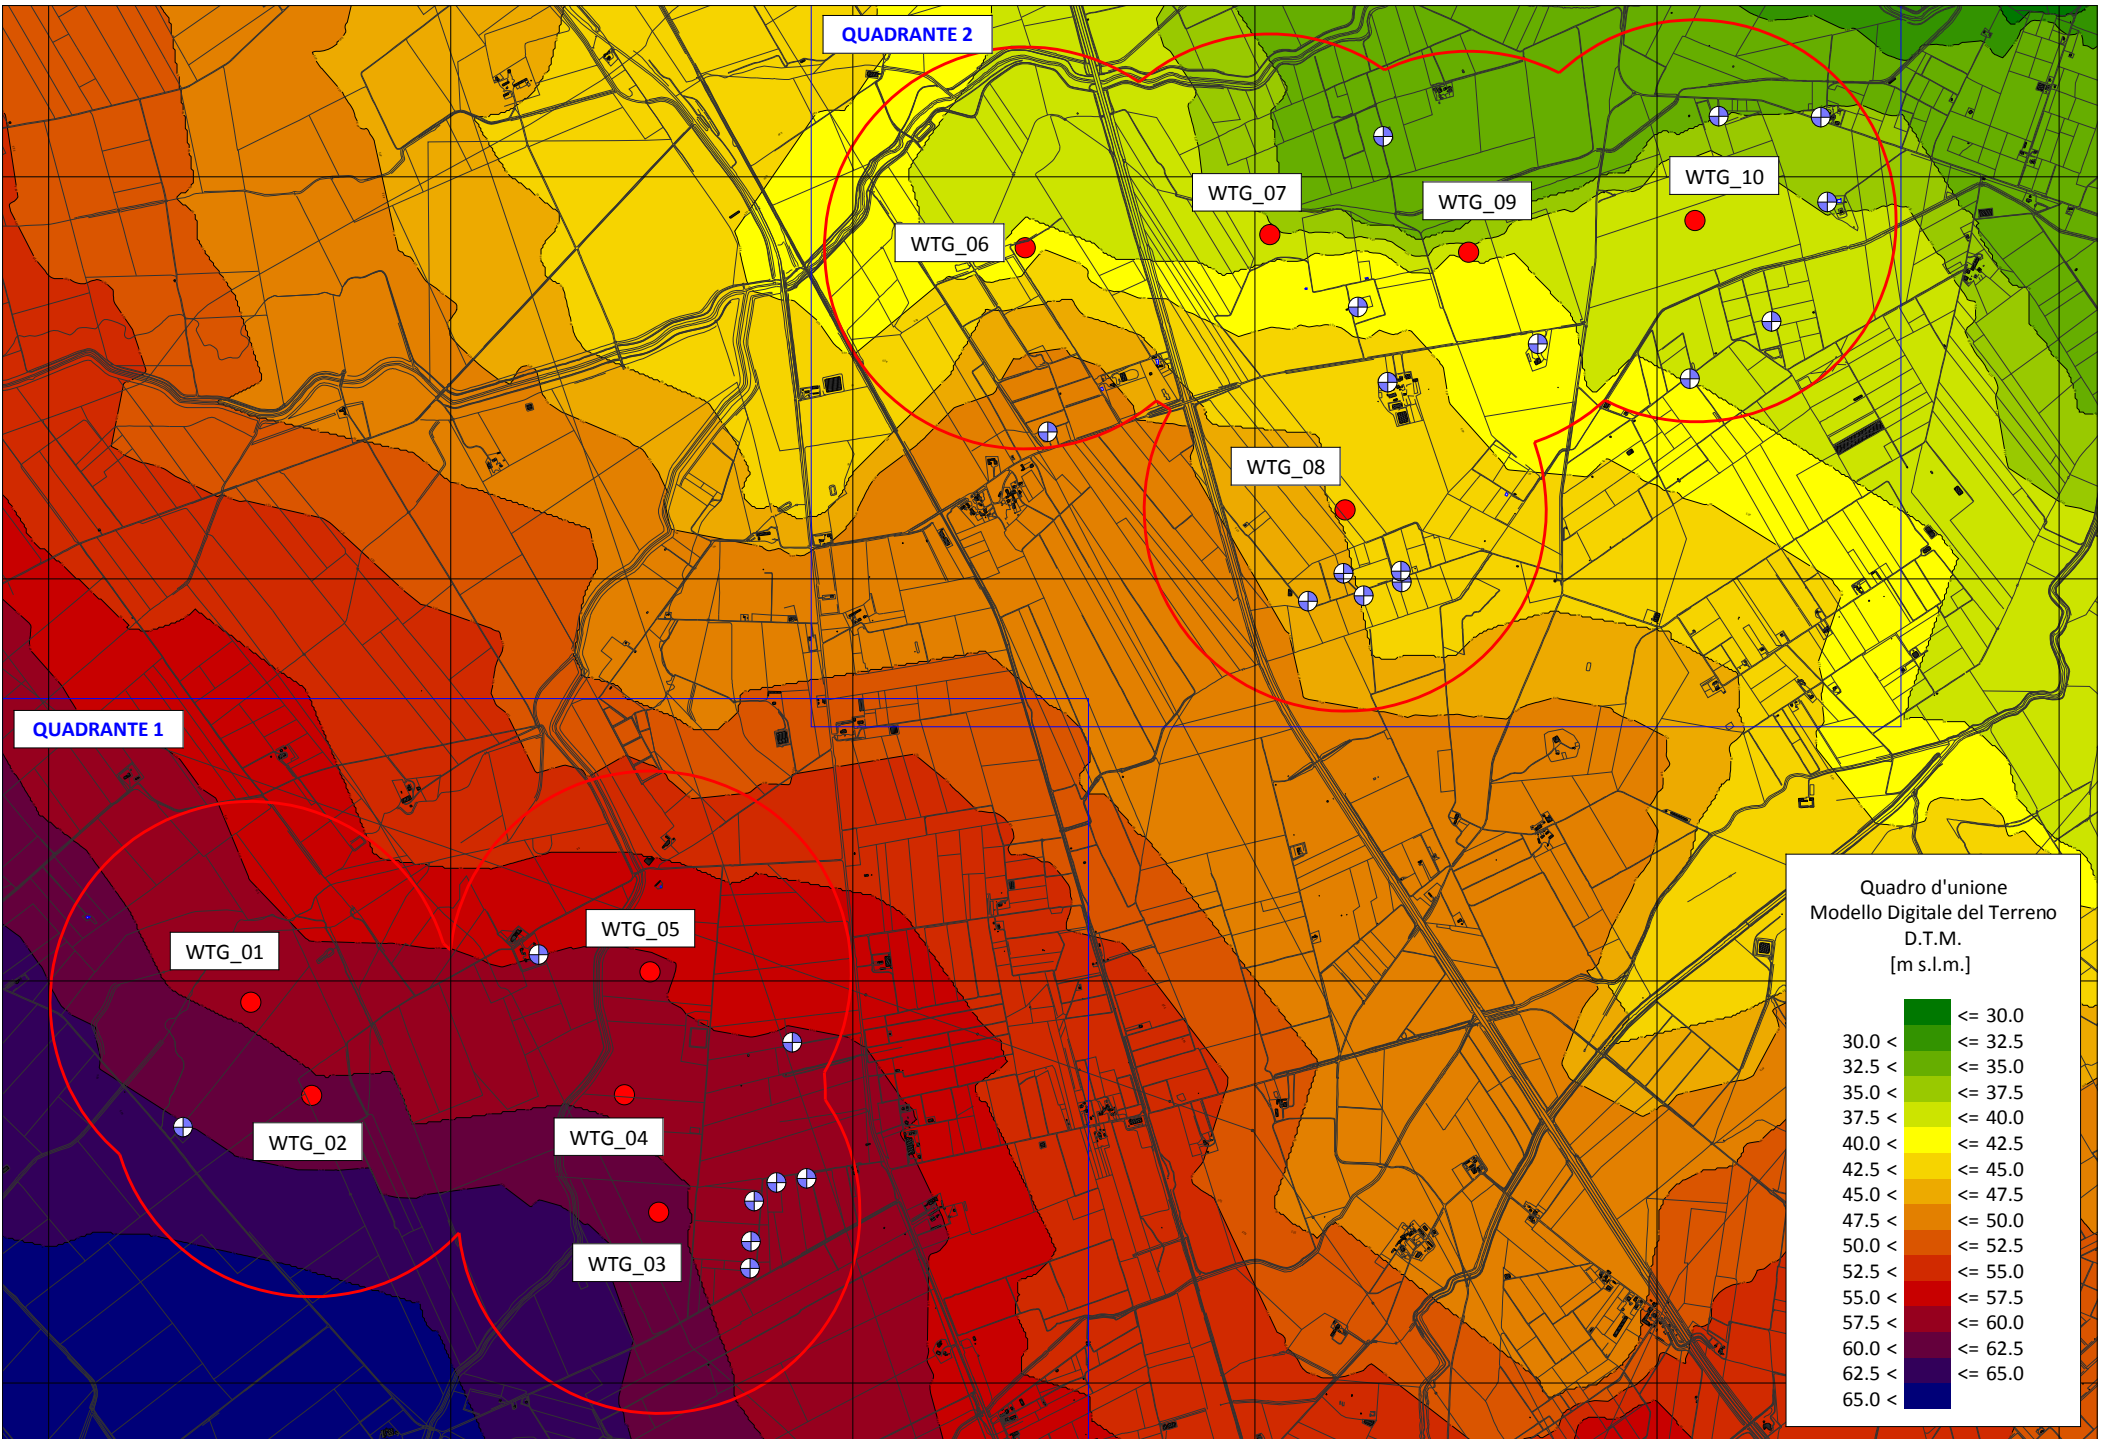 QUADRANTE 2
WTG_10
WTG_07
WTG_09
WTG_06
WTG_08
QUADRANTE 1
WTG_05
WTG_01
WTG_04
WTG_02
WTG_03
Quadro d'unione
Modello Digitale del Terreno
D.T.M.
[m s.l.m.]
<= 30.0
30.0 < <= 32.5
32.5 < <= 35.0
35.0 < <= 37.5
37.5 < <= 40.0
40.0 < <= 42.5
42.5 < <= 45.0
45.0 < <= 47.5
47.5 < <= 50.0
50.0 < <= 52.5
52.5 < <= 55.0
55.0 < <= 57.5
57.5 < <= 60.0
60.0 < <= 62.5
62.5 < <= 65.0
65.0 <